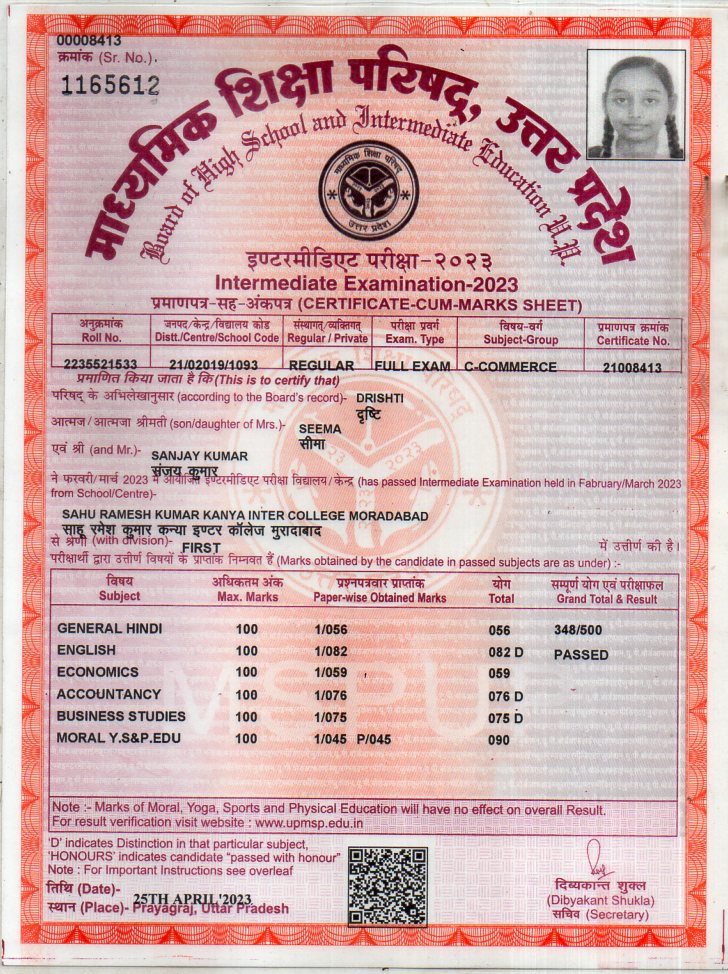 00008413
क्रमांक (Sr. No.).
1165612
माध्यमिक शिक्षा परिषद्, उत्तर प्रदेश
Board of High School and Intermediate Education U.P.
माध्यमिक शिक्षा परिषद
उत्तर प्रदेश
इण्टरमीडिएट परीक्षा-२०२३
Intermediate Examination-2023
प्रमाणपत्र-सह-अंकपत्र (CERTIFICATE-CUM-MARKS SHEET)
अनुक्रमांक जनपद/केन्द्र/विद्यालय कोड संस्थागत/व्यक्तिगत परीक्षा प्रवर्ग विषय-वर्ग प्रमाणपत्र क्रमांक
Roll No. Distt./Centre/School Code Regular / Private Exam. Type Subject-Group Certificate No.
2235521533 21/02019/1093 REGULAR FULL EXAM C-COMMERCE 21008413
प्रमाणित किया जाता है कि(This is to certify that)
परिषद् के अभिलेखानुसार (according to the Board's record)- DRISHTI
दृष्टि
आत्मज/आत्मजा श्रीमती (son/daughter of Mrs.)- SEEMA
सीमा
एवं श्री (and Mr.)- SANJAY KUMAR
संजय कुमार
ने फरवरी/मार्च 2023 में आयोजित इण्टरमीडिएट परीक्षा विद्यालय/केन्द्र (has passed Intermediate Examination held in Fabruary/March 2023
from School/Centre)-
SAHU RAMESH KUMAR KANYA INTER COLLEGE MORADABAD
साहू रमेश कुमार कन्या इण्टर कॉलेज मुरादाबाद
से श्रेणी (with division)- FIRST में उत्तीर्ण की है।
परीक्षार्थी द्वारा उत्तीर्ण विषयों के प्राप्तांक निम्नवत हैं (Marks obtained by the candidate in passed subjects are as under) :-
विषय अधिकतम अंक प्रश्नपत्रवार प्राप्तांक योग सम्पूर्ण योग एवं परीक्षाफल
Subject Max. Marks Paper-wise Obtained Marks Total Grand Total & Result
GENERAL HINDI 100 1/056 056 348/500
ENGLISH 100 1/082 082 D PASSED
ECONOMICS 100 1/059 059
ACCOUNTANCY 100 1/076 076 D
BUSINESS STUDIES 100 1/075 075 D
MORAL Y.S&P.EDU 100 1/045 P/045 090
MSPUP
Note :- Marks of Moral, Yoga, Sports and Physical Education will have no effect on overall Result.
For result verification visit website : www.upmsp.edu.in
'D' indicates Distinction in that particular subject,
'HONOURS' indicates candidate "passed with honour"
Note : For Important Instructions see overleaf
तिथि (Date)- 25TH APRIL'2023
स्थान (Place)- Prayagraj, Uttar Pradesh
दिव्यकान्त शुक्ल
(Dibyakant Shukla)
सचिव (Secretary)